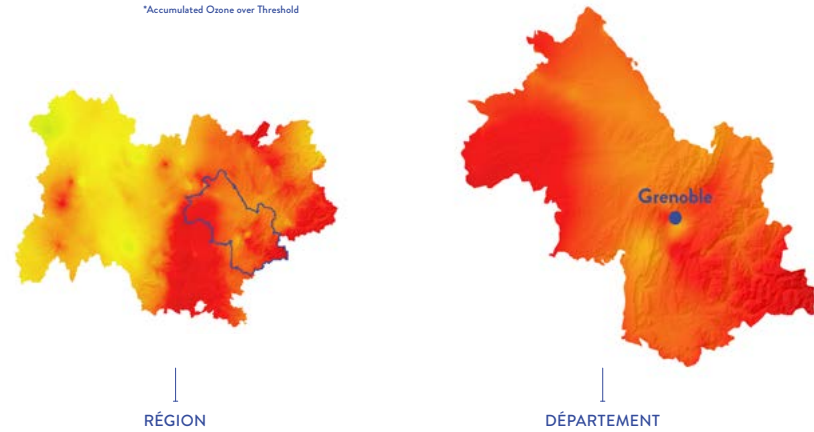 *Accumulated Ozone over Threshold
Grenoble
RÉGION
DÉPARTEMENT